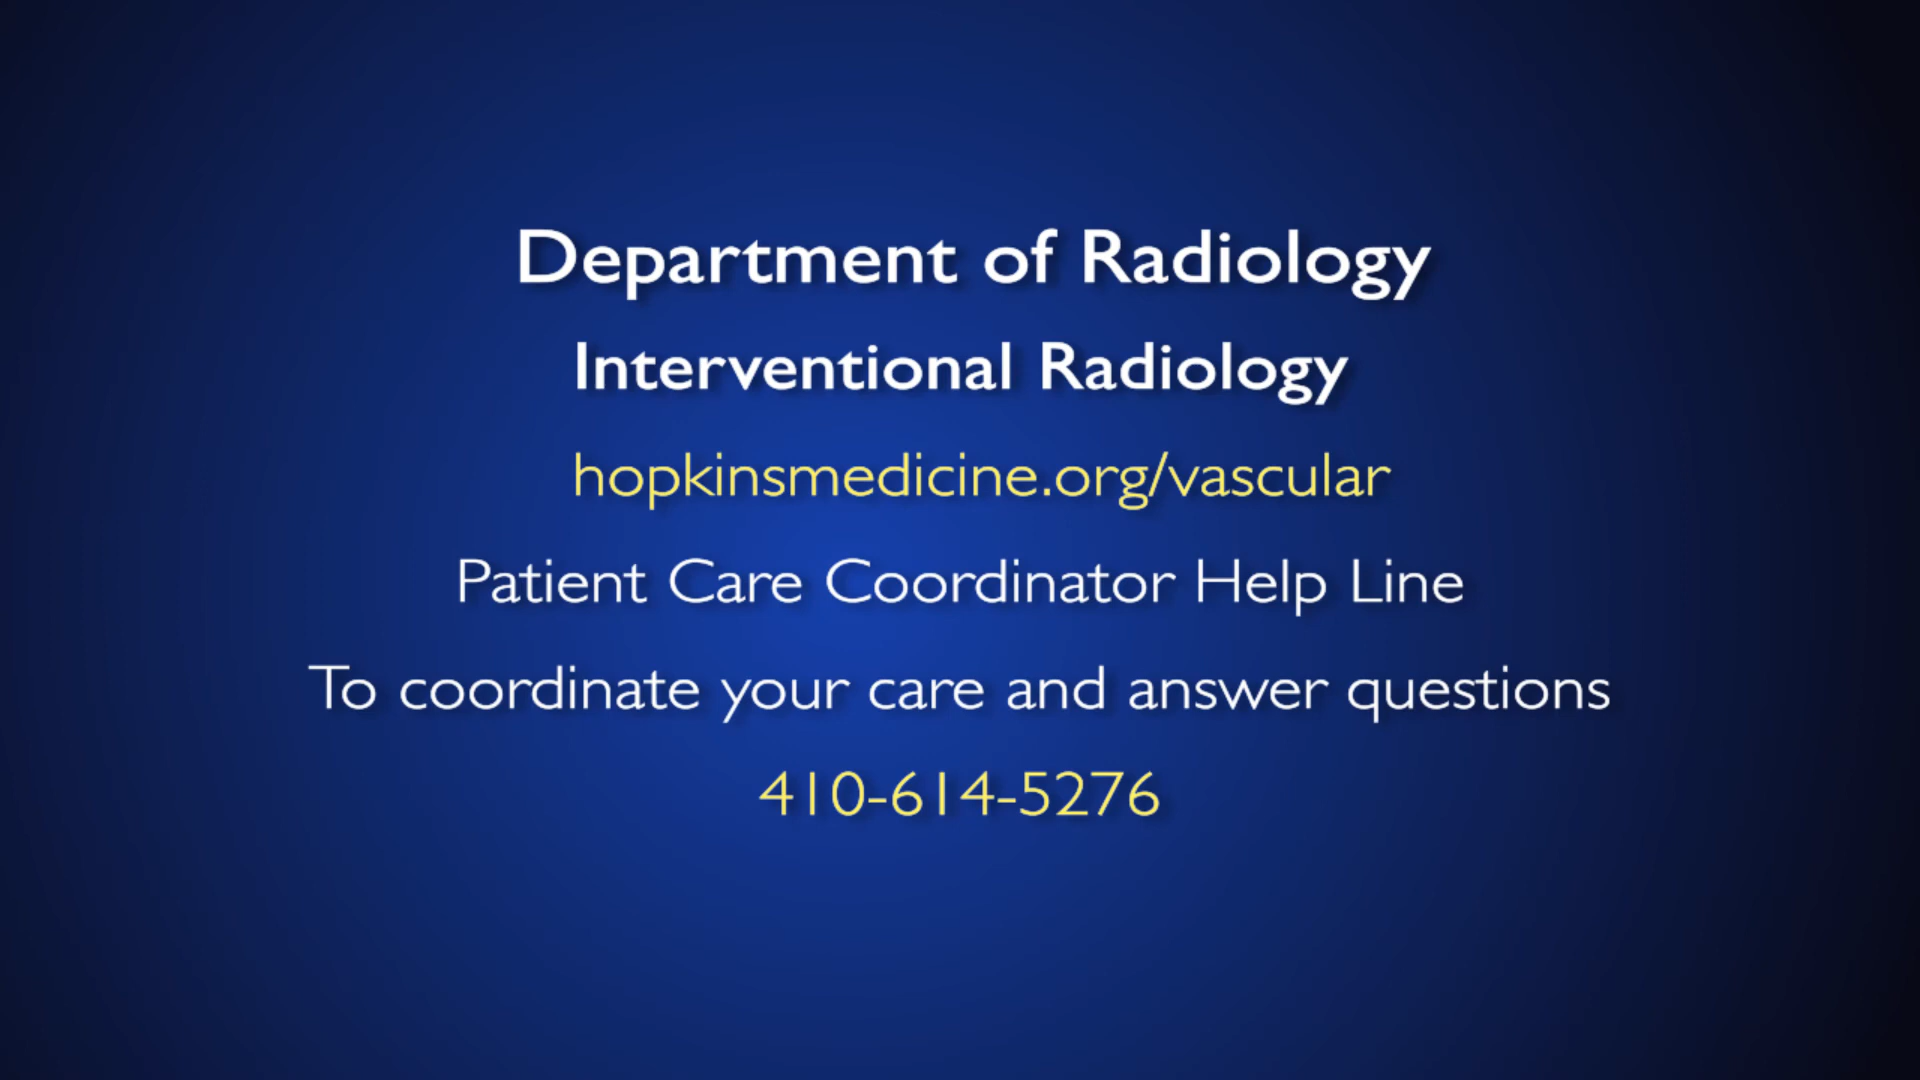 Department of Radiology
Interventional Radiology
hopkinsmedicine.org/vascular
Patient Care Coordinator Help Line
To coordinate your care and answer questions
410-614-5276